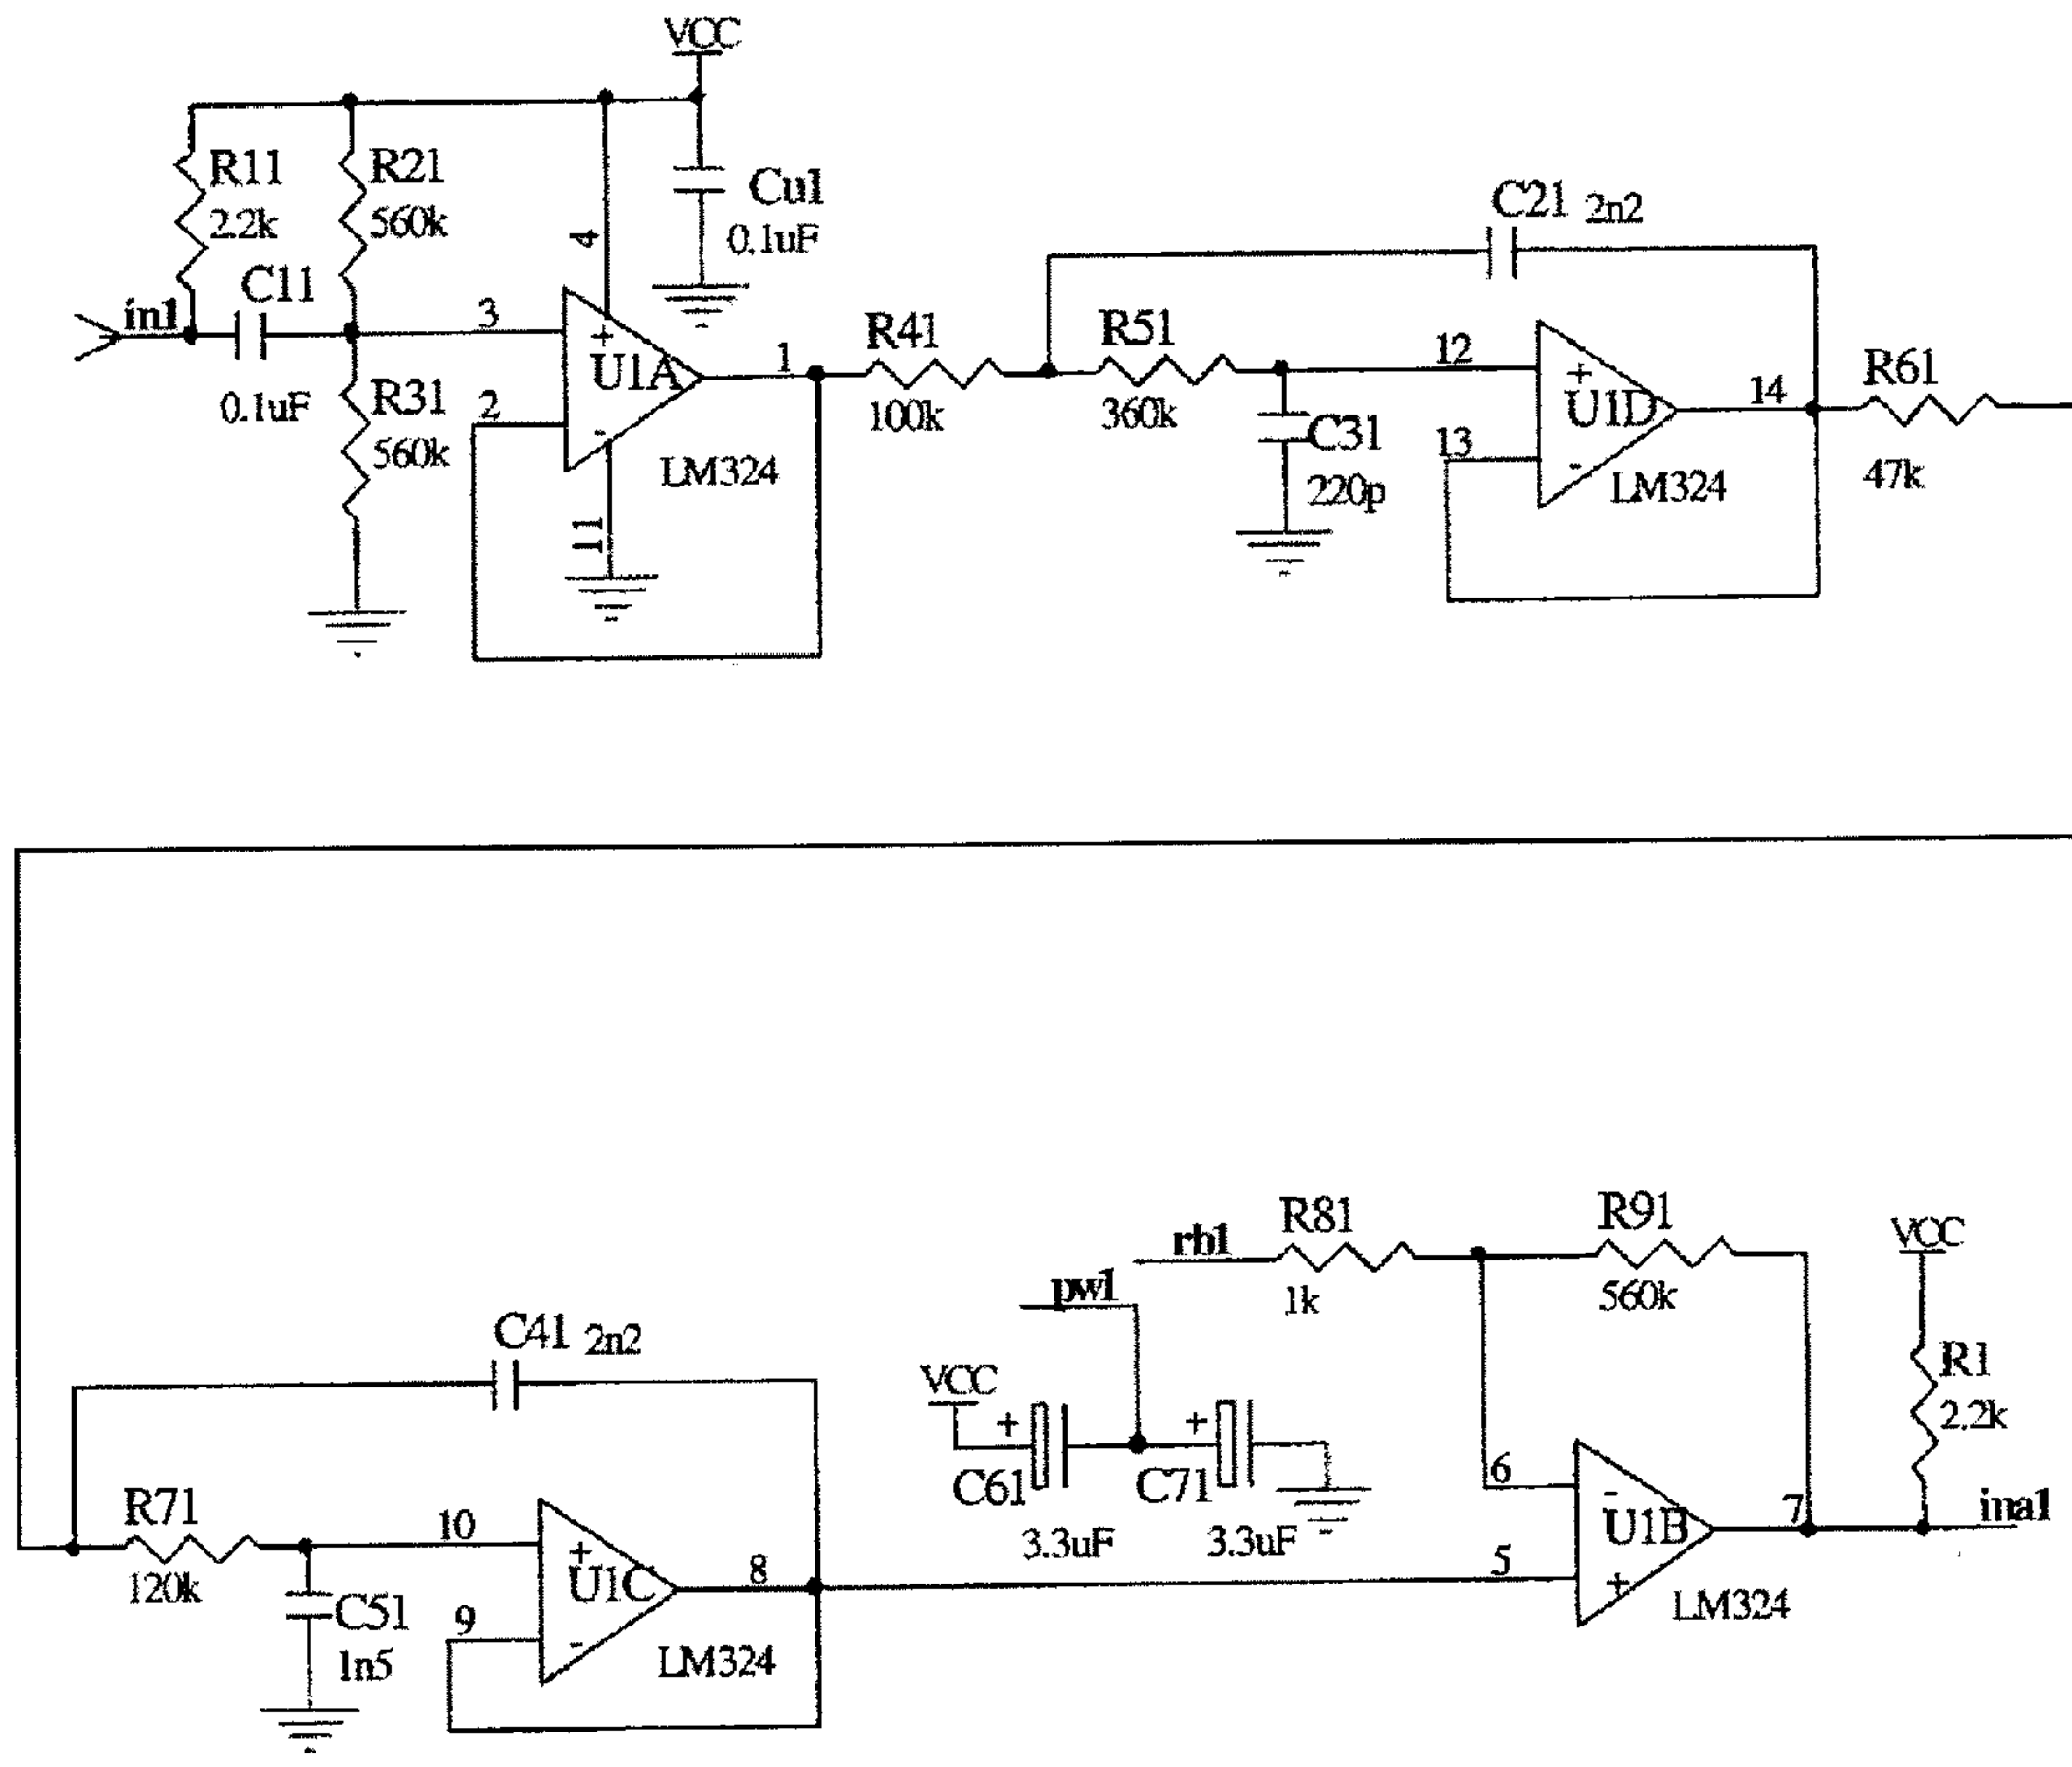 VCC
R11
2.2k
R21
560k
4
Cu1
0.1uF
in1
C11
0.1uF
R31
560k
3
+
U1A
2
-
1
LM324
11
R41
100k
R51
360k
C21 2n2
C31
220p
12
+
U1D
13
-
14
LM324
R61
47k
C41 2n2
R71
120k
C51
1n5
10
+
U1C
9
-
8
LM324
rb1
pw1
VCC
+
C61
3.3uF
+
C71
3.3uF
R81
1k
R91
560k
6
-
U1B
5
+
7
LM324
VCC
R1
2.2k
ina1